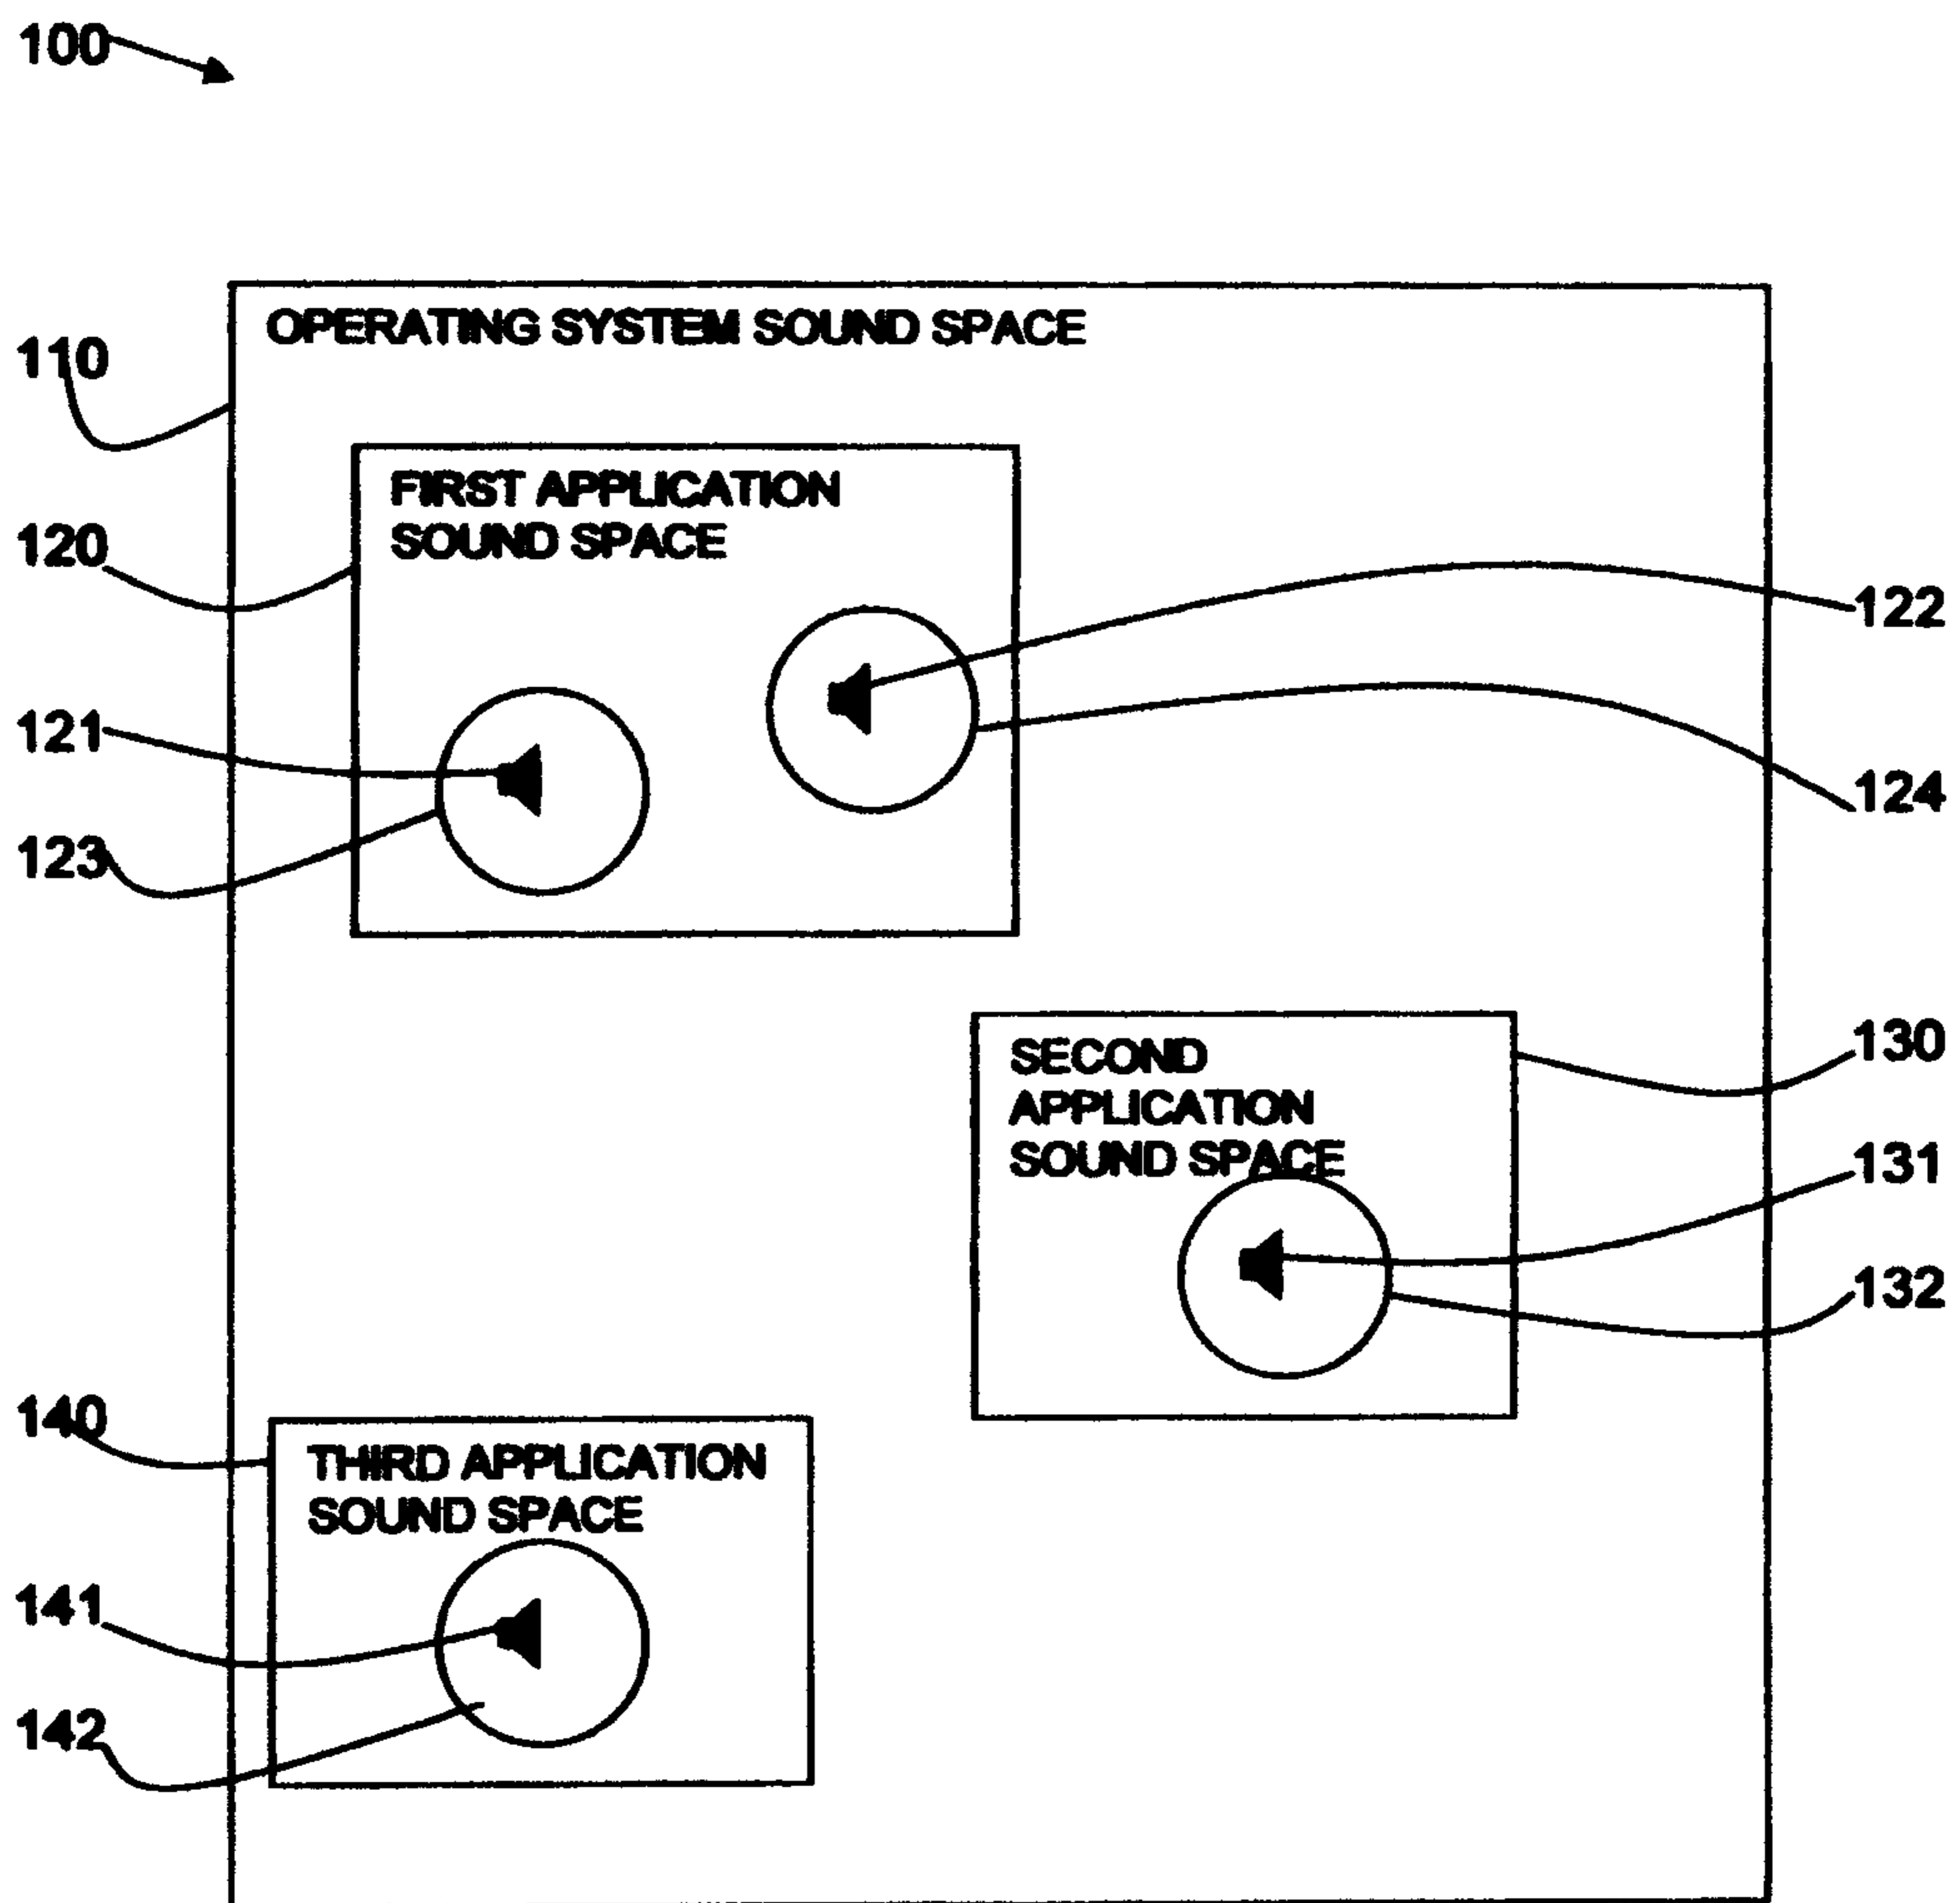 100
OPERATING SYSTEM SOUND SPACE
110
FIRST APPLICATION
SOUND SPACE
120
122
121
124
123
SECOND
APPLICATION
SOUND SPACE
130
131
132
140
THIRD APPLICATION
SOUND SPACE
141
142